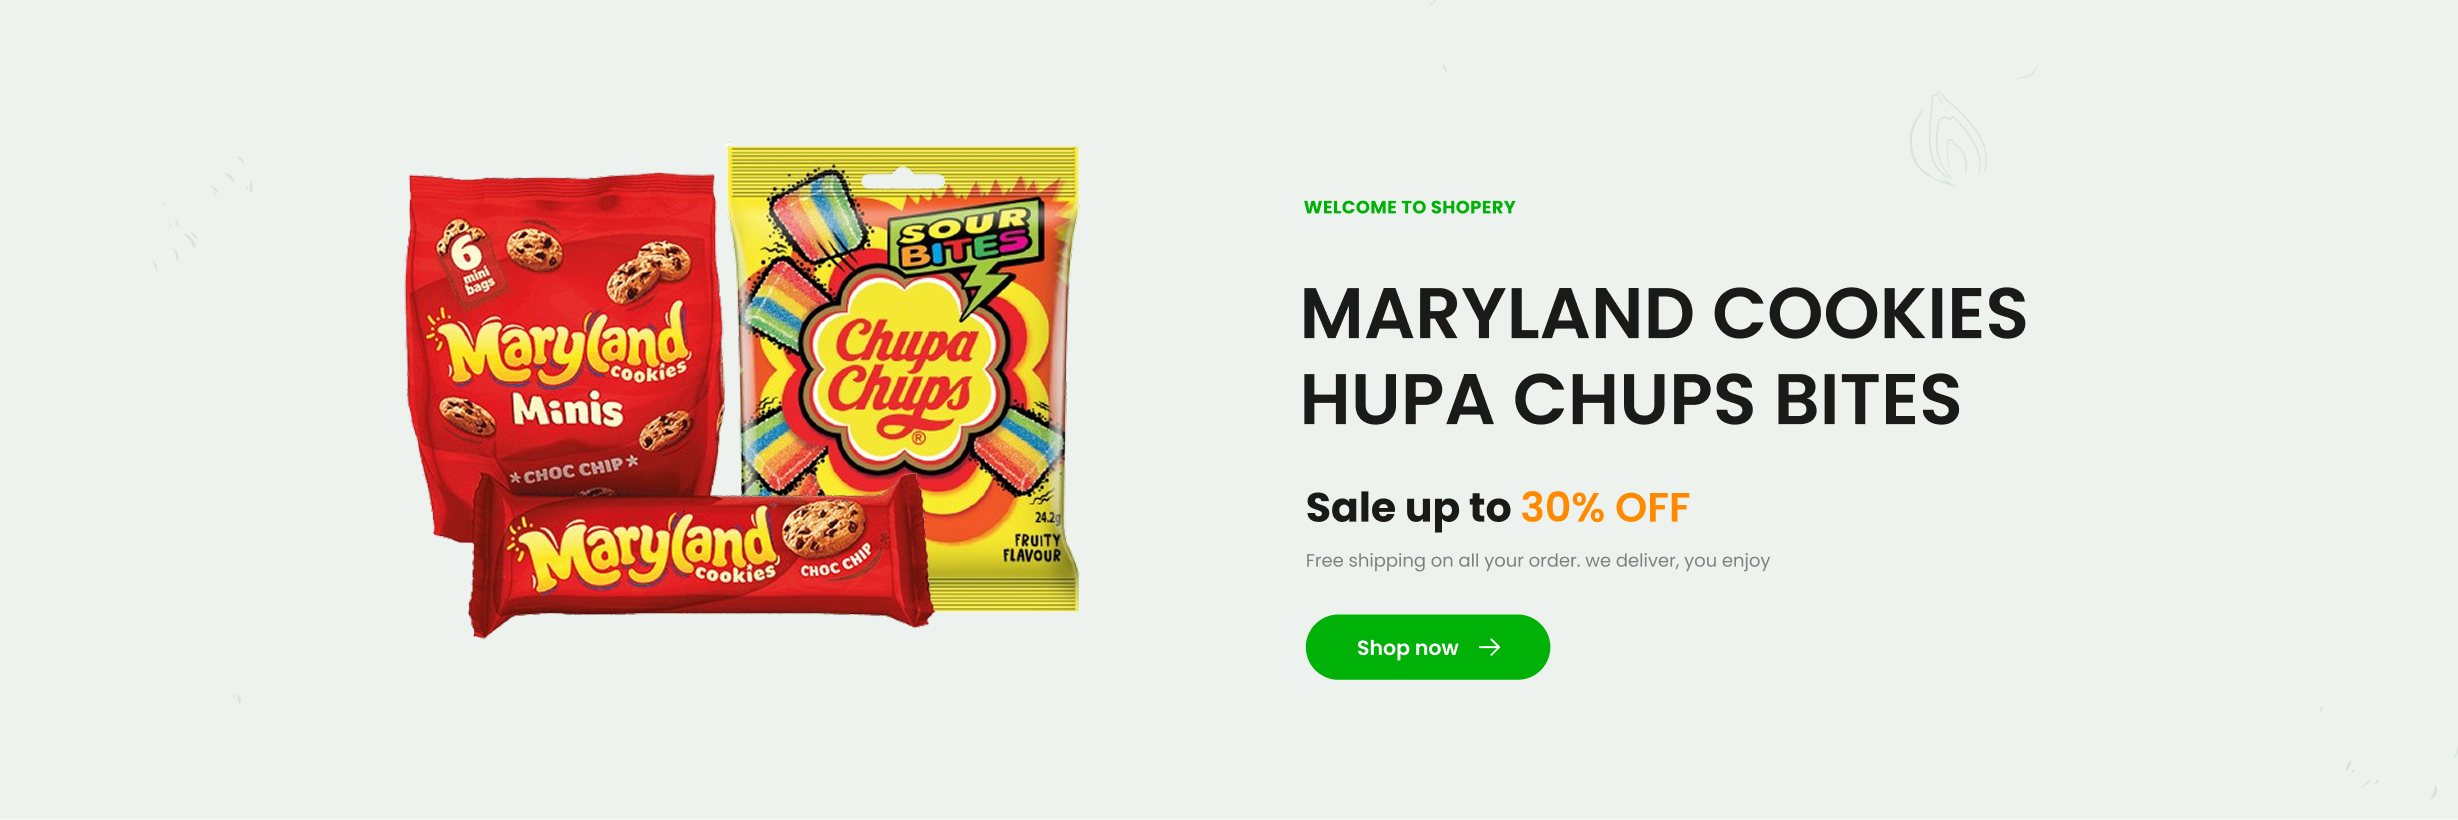 6
mini
bags
Maryland
cookies
Minis
*CHOC CHIP*
SOUR
BITES
Chupa
Chups
®
24.2g
FRUITY
FLAVOUR
Maryland
cookies
CHOC CHIP
WELCOME TO SHOPERY
MARYLAND COOKIES
HUPA CHUPS BITES
Sale up to 30% OFF
Free shipping on all your order. we deliver, you enjoy
Shop now →